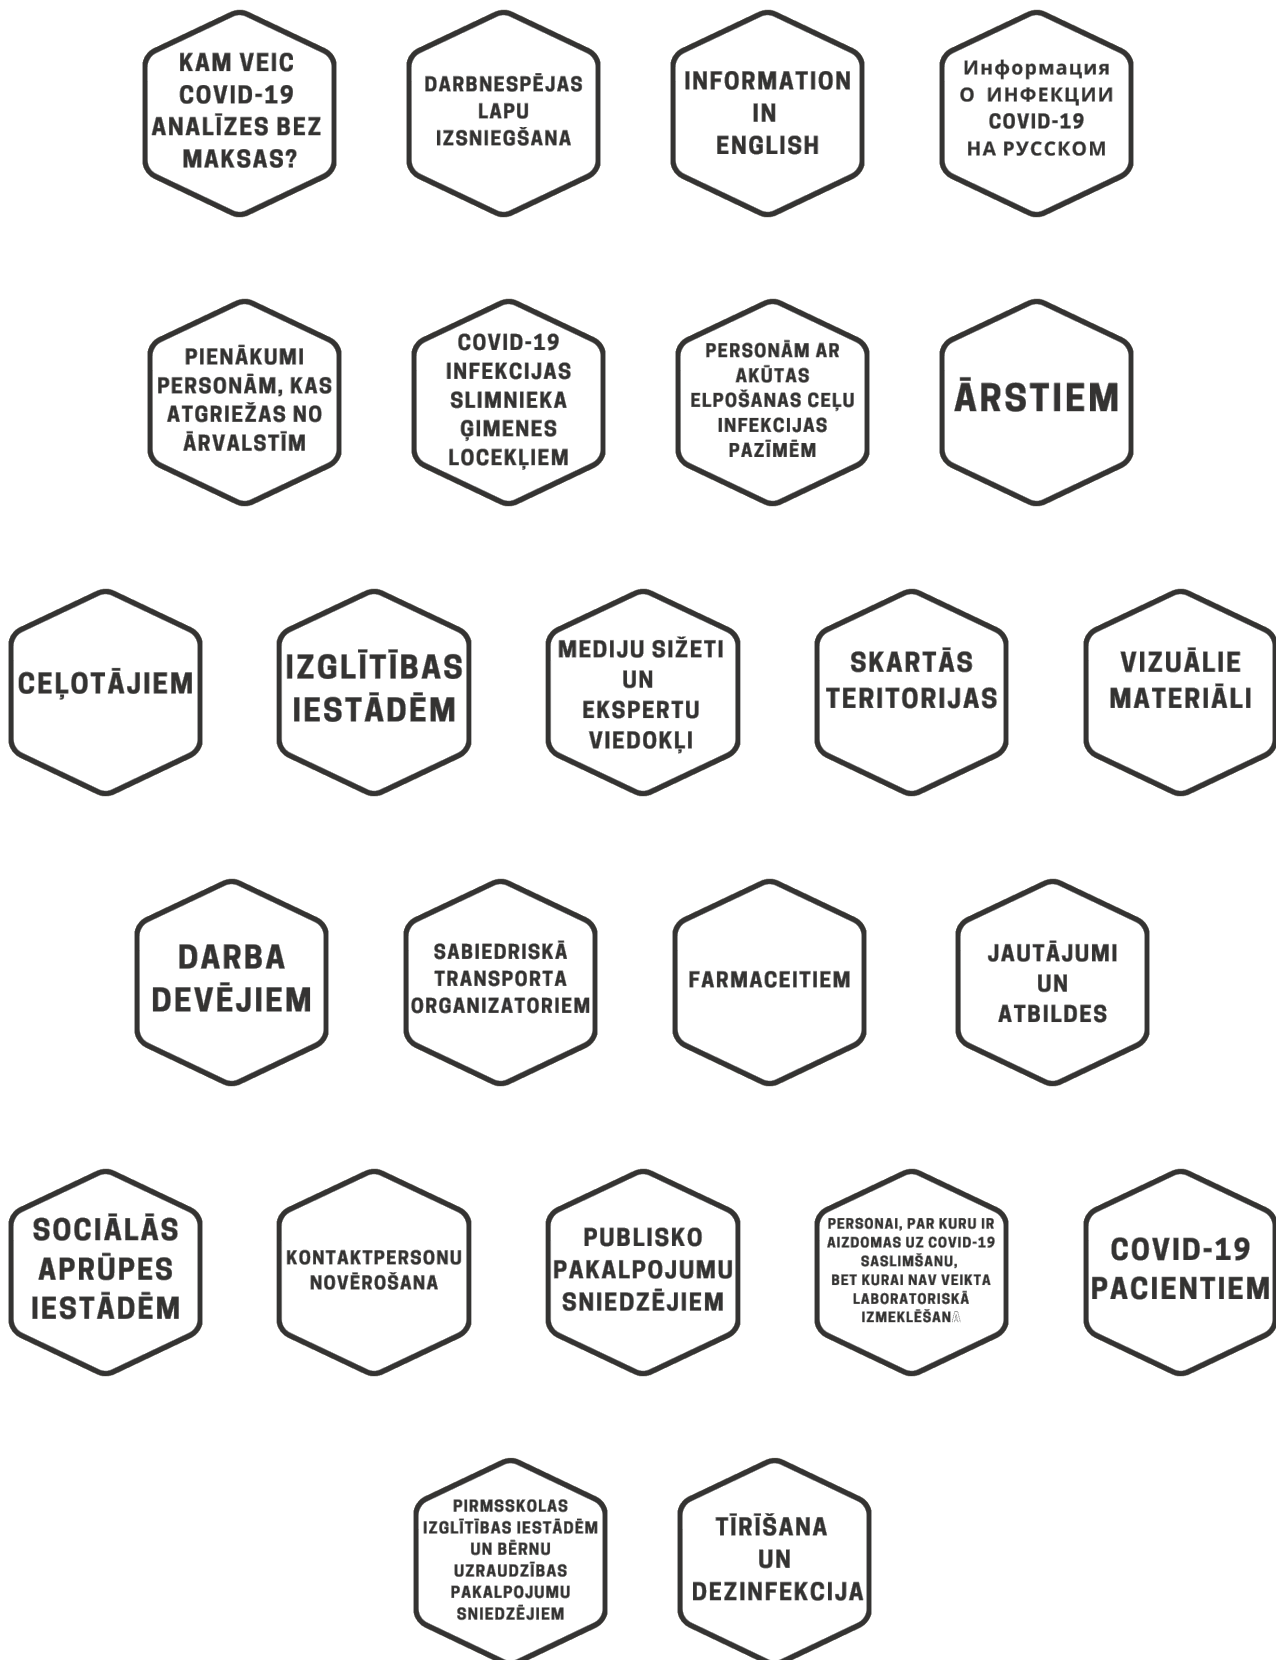 KAM VEIC
COVID-19
ANALĪZES BEZ
MAKSAS?
DARBNESPĒJAS
LAPU
IZSNIEGŠANA
INFORMATION
IN
ENGLISH
Информация
О ИНФЕКЦИИ
COVID-19
НА РУССКОМ
PIENĀKUMI
PERSONĀM, KAS
ATGRIEŽAS NO
ĀRVALSTĪM
COVID-19
INFEKCIJAS
SLIMNIEKA
ĢIMENES
LOCEKĻIEM
PERSONĀM AR
AKŪTAS
ELPOŠANAS CEĻU
INFEKCIJAS
PAZĪMĒM
ĀRSTIEM
CEĻOTĀJIEM
IZGLĪTĪBAS
IESTĀDĒM
MEDIJU SIŽETI
UN
EKSPERTU
VIEDOKĻI
SKARTĀS
TERITORIJAS
VIZUĀLIE
MATERIĀLI
DARBA
DEVĒJIEM
SABIEDRISKĀ
TRANSPORTA
ORGANIZATORIEM
FARMACEITIEM
JAUTĀJUMI
UN
ATBILDES
SOCIĀLĀS
APRŪPES
IESTĀDĒM
KONTAKTPERSONU
NOVĒROŠANA
PUBLISKO
PAKALPOJUMU
SNIEDZĒJIEM
PERSONAI, PAR KURU IR
AIZDOMAS UZ COVID-19
SASLIMŠANU,
BET KURAI NAV VEIKTA
LABORATORISKĀ
IZMEKLĒŠANĀ
COVID-19
PACIENTIEM
PIRMSSKOLAS
IZGLĪTĪBAS IESTĀDĒM
UN BĒRNU
UZRAUDZĪBAS
PAKALPOJUMU
SNIEDZĒJIEM
TĪRĪŠANA
UN
DEZINFEKCIJA